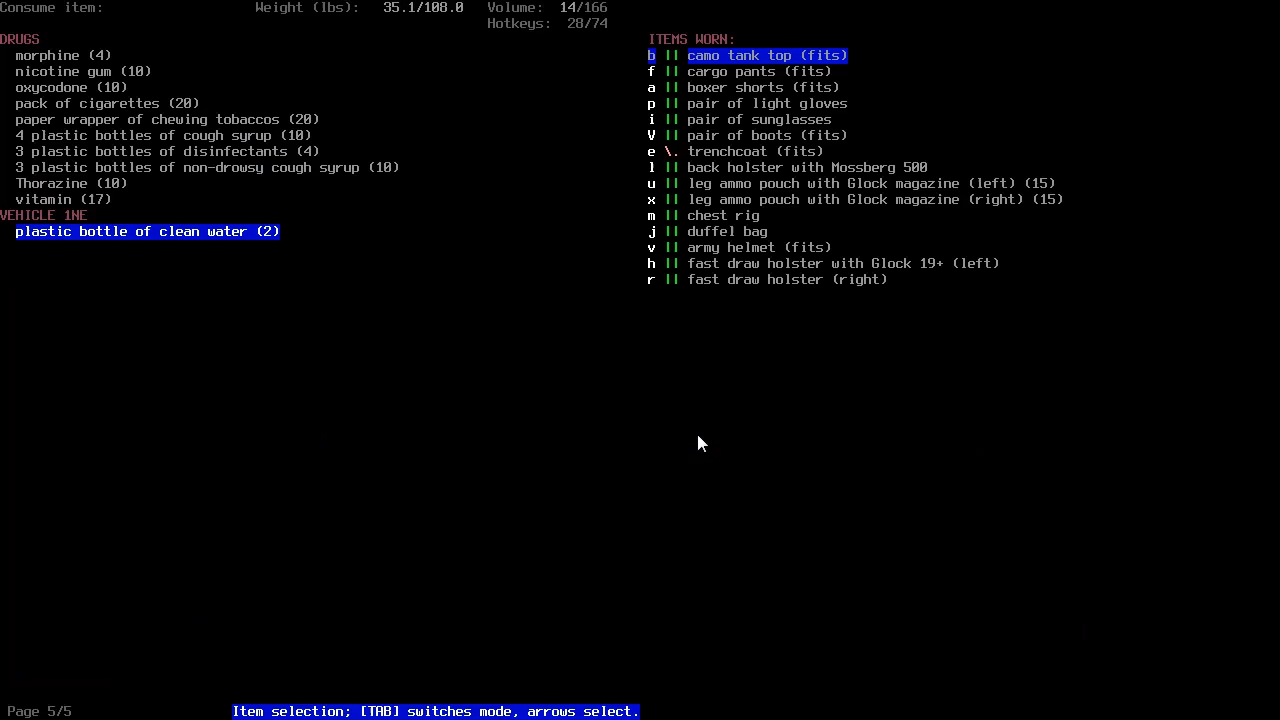 Consume item: Weight (lbs): 35.1/108.0 Volume: 14/166
Hotkeys: 28/74
DRUGS
morphine (4)
nicotine gum (10)
oxycodone (10)
pack of cigarettes (20)
paper wrapper of chewing tobaccos (20)
4 plastic bottles of cough syrup (10)
3 plastic bottles of disinfectants (4)
3 plastic bottles of non-drowsy cough syrup (10)
Thorazine (10)
vitamin (17)
VEHICLE 1NE
plastic bottle of clean water (2)
ITEMS WORN:
b || camo tank top (fits)
f || cargo pants (fits)
a || boxer shorts (fits)
p || pair of light gloves
i || pair of sunglasses
V || pair of boots (fits)
e \. trenchcoat (fits)
l || back holster with Mossberg 500
u || leg ammo pouch with Glock magazine (left) (15)
x || leg ammo pouch with Glock magazine (right) (15)
m || chest rig
j || duffel bag
v || army helmet (fits)
h || fast draw holster with Glock 19+ (left)
r || fast draw holster (right)
Page 5/5 Item selection; [TAB] switches mode, arrows select.